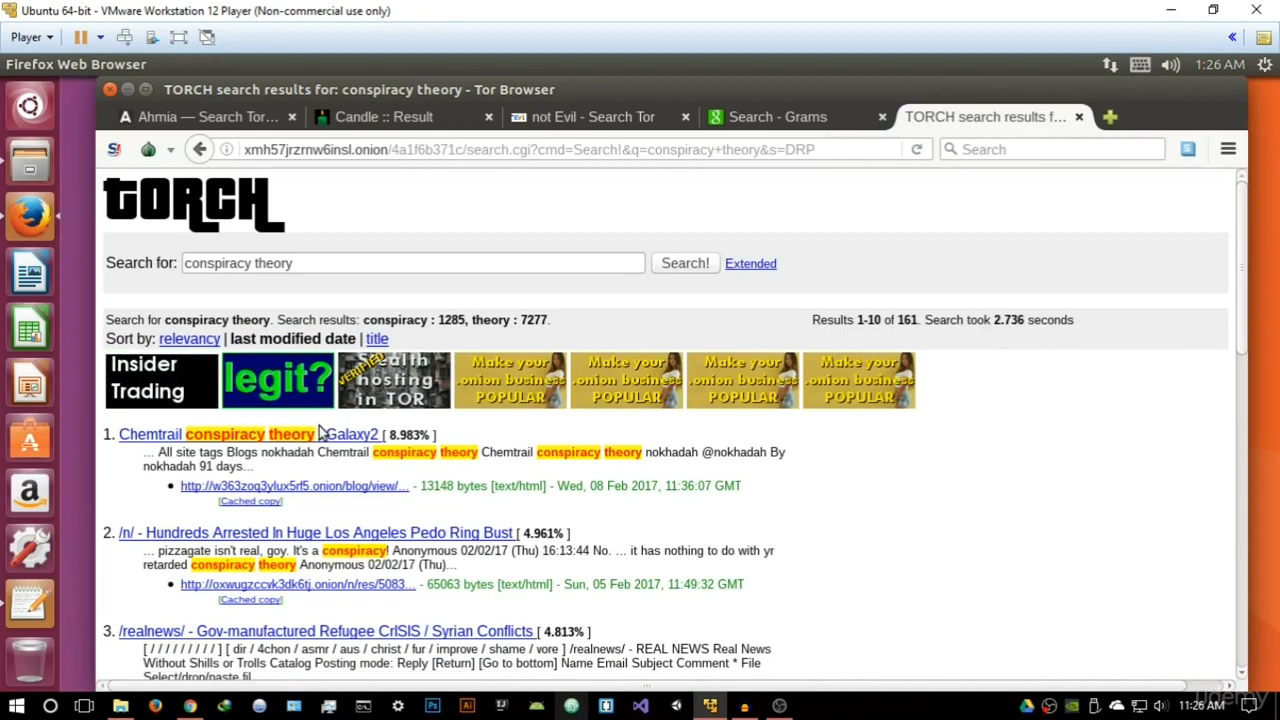 Ubuntu 64-bit - VMware Workstation 12 Player (Non-commercial use only)
Player
Firefox Web Browser
1:26 AM
TORCH search results for: conspiracy theory - Tor Browser
Ahmia — Search Tor...
Candle :: Result
not Evil - Search Tor
Search - Grams
TORCH search results f...
xmh57jrzrnw6insl.onion/4a1f6b371c/search.cgi?cmd=Search!&q=conspiracy+theory&s=DRP
Search
TORCH
Search for: conspiracy theory Search! Extended
Search for conspiracy theory. Search results: conspiracy : 1285, theory : 7277.
Results 1-10 of 161. Search took 2.736 seconds
Sort by: relevancy | last modified date | title
Insider Trading
legit?
VERIFIED Stealth hosting in TOR
Make your .onion business POPULAR
Make your .onion business POPULAR
Make your .onion business POPULAR
Make your .onion business POPULAR
1. Chemtrail conspiracy theory : Galaxy2 [ 8.983% ]
... All site tags Blogs nokhadah Chemtrail conspiracy theory Chemtrail conspiracy theory nokhadah @nokhadah By
nokhadah 91 days...
http://w363zoq3ylux5rf5.onion/blog/view/... - 13148 bytes [text/html] - Wed, 08 Feb 2017, 11:36:07 GMT
[Cached copy]
2. /n/ - Hundreds Arrested In Huge Los Angeles Pedo Ring Bust [ 4.961% ]
... pizzagate isn't real, goy. It's a conspiracy! Anonymous 02/02/17 (Thu) 16:13:44 No. ... it has nothing to do with yr
retarded conspiracy theory Anonymous 02/02/17 (Thu)...
http://oxwugzccvk3dk6tj.onion/n/res/5083... - 65063 bytes [text/html] - Sun, 05 Feb 2017, 11:49:32 GMT
[Cached copy]
3. /realnews/ - Gov-manufactured Refugee CrISIS / Syrian Conflicts [ 4.813% ]
[ / / / / / / / / / ] [ dir / 4chon / asmr / aus / christ / fur / improve / shame / vore ] /realnews/ - REAL NEWS Real News
Without Shills or Trolls Catalog Posting mode: Reply [Return] [Go to bottom] Name Email Subject Comment * File
Select/drop/paste fil
11:26 AM
udemy